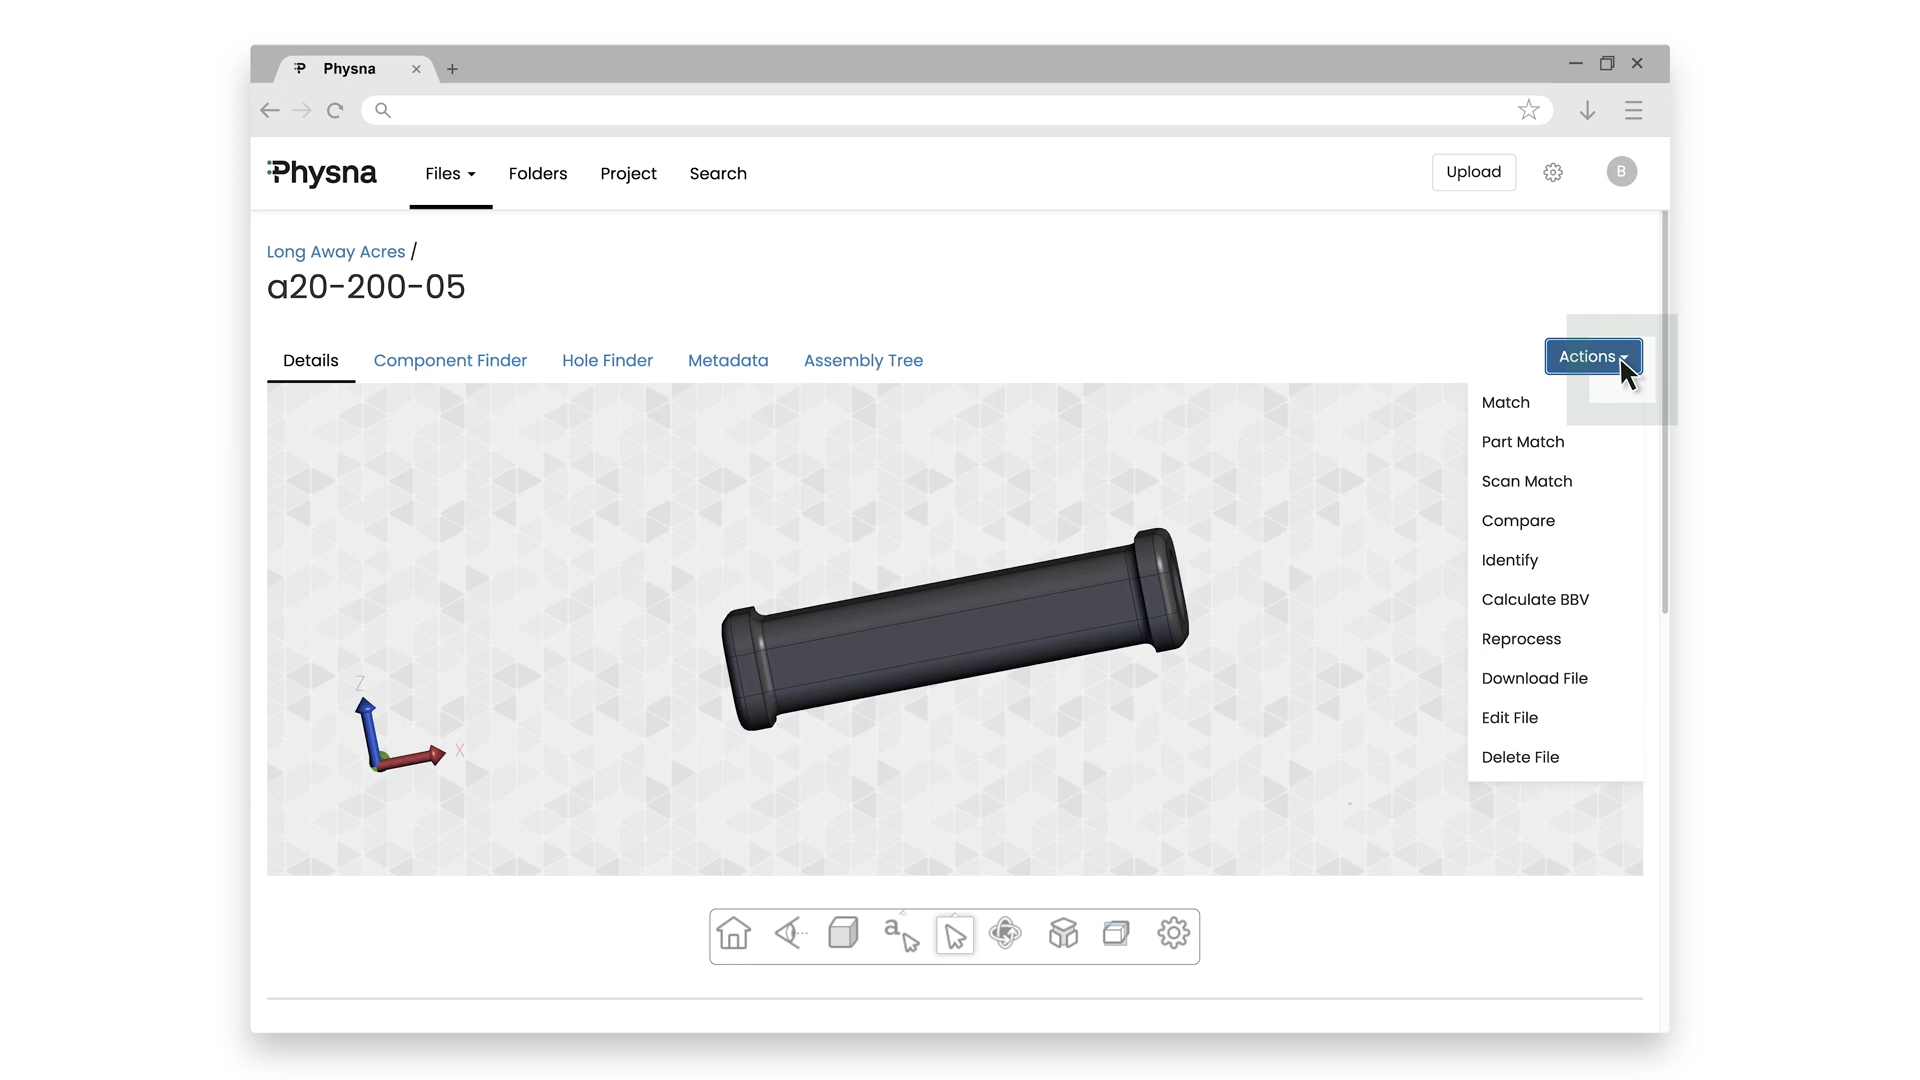 Physna
Physna
Files
Folders
Project
Search
Upload
B
Long Away Acres /
a20-200-05
Details
Component Finder
Hole Finder
Metadata
Assembly Tree
Actions
Match
Part Match
Scan Match
Compare
Identify
Calculate BBV
Reprocess
Download File
Edit File
Delete File
Z
X
a